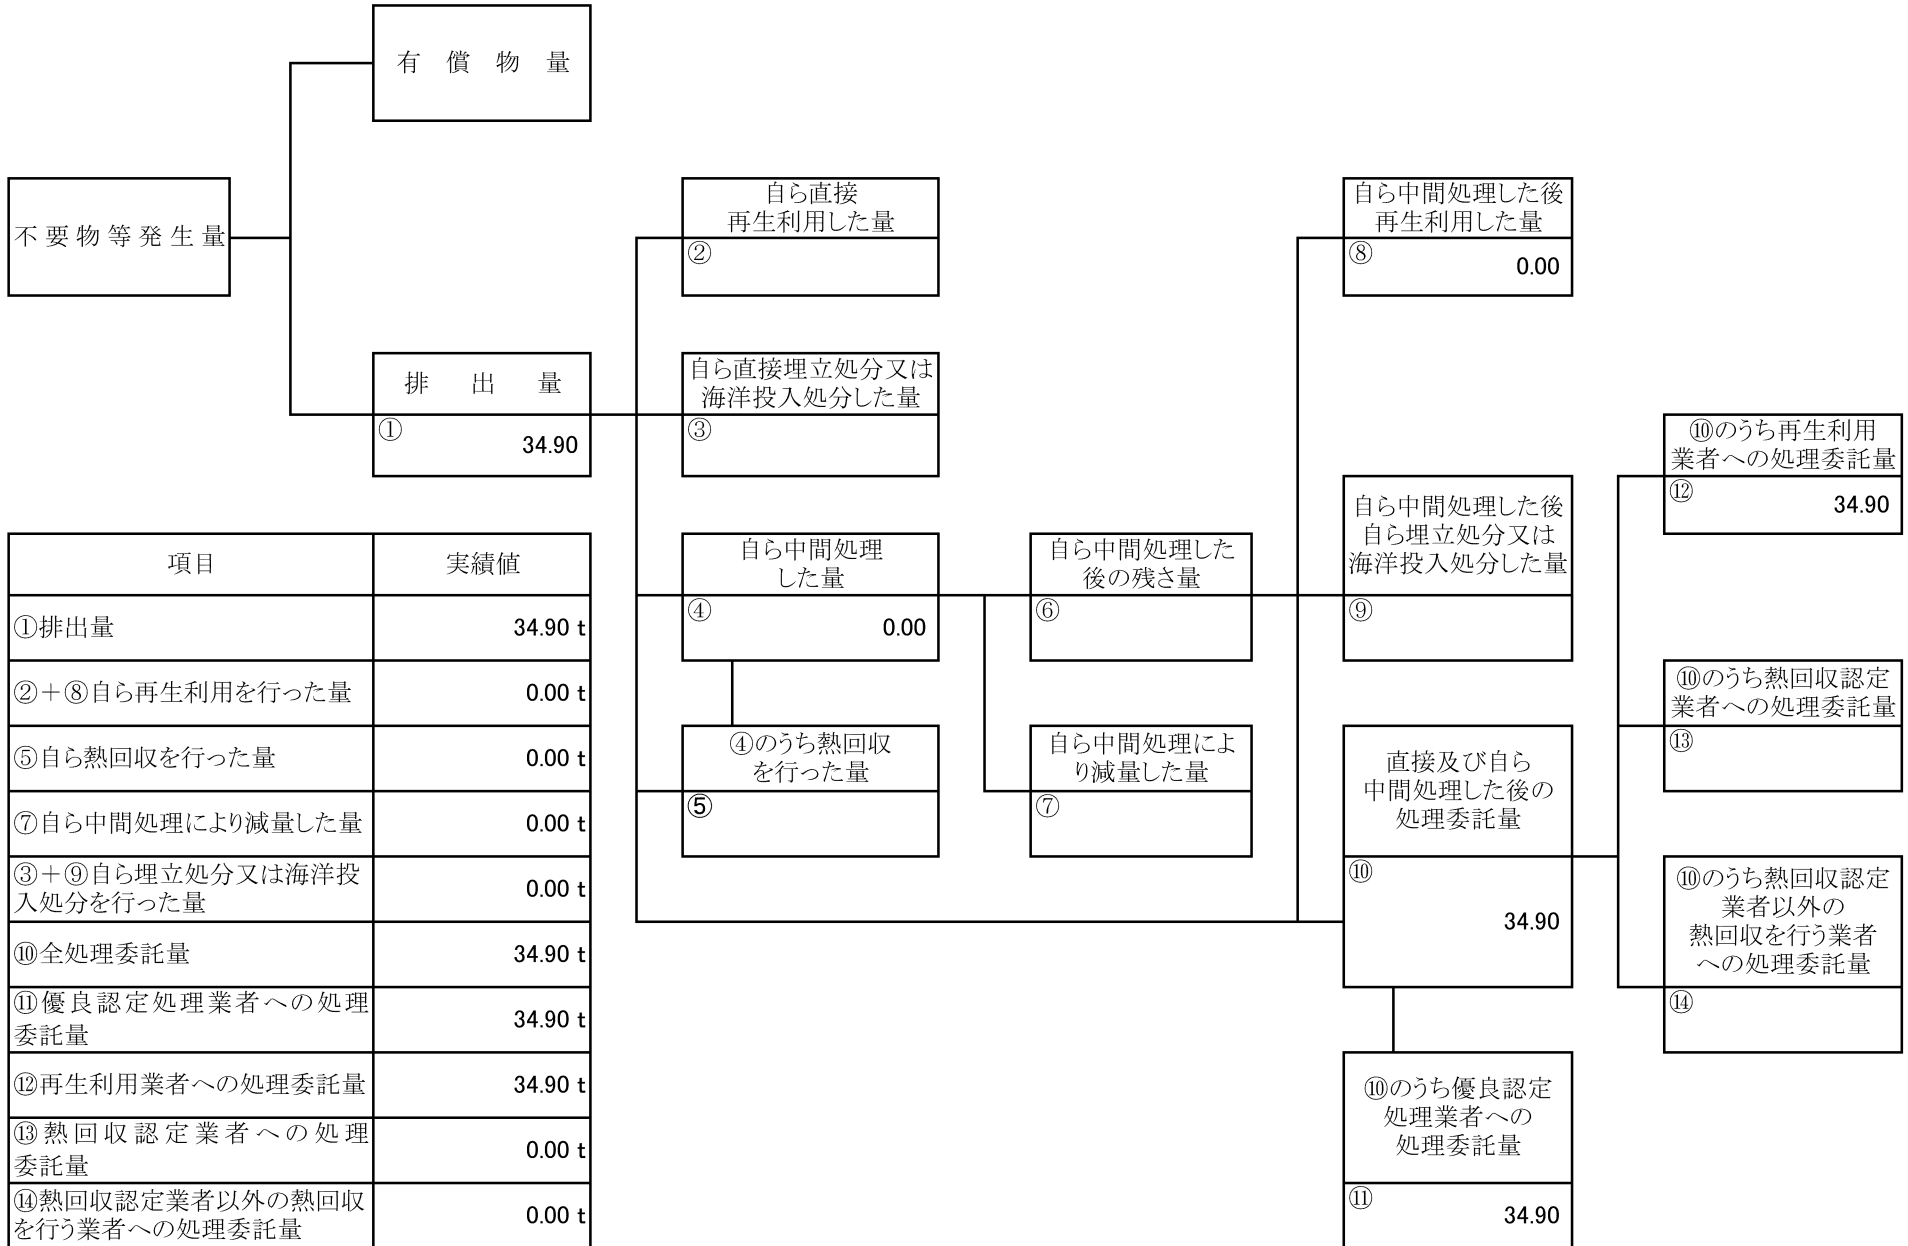 有償物量
不要物等発生量
自ら直接
再生利用した量
②
自ら中間処理した後
再生利用した量
⑧
0.00
排出量
①
34.90
自ら直接埋立処分又は
海洋投入処分した量
③
⑩のうち再生利用
業者への処理委託量
⑫
34.90
自ら中間処理
した量
④
0.00
自ら中間処理した
後の残さ量
⑥
自ら中間処理した後
自ら埋立処分又は
海洋投入処分した量
⑨
⑩のうち熱回収認定
業者への処理委託量
⑬
④のうち熱回収
を行った量
⑤
自ら中間処理によ
り減量した量
⑦
直接及び自ら
中間処理した後の
処理委託量
⑩
34.90
⑩のうち熱回収認定
業者以外の
熱回収を行う業者
への処理委託量
⑭
⑩のうち優良認定
処理業者への
処理委託量
⑪
34.90
項目 実績値
①排出量 34.90 t
②＋⑧自ら再生利用を行った量 0.00 t
⑤自ら熱回収を行った量 0.00 t
⑦自ら中間処理により減量した量 0.00 t
③＋⑨自ら埋立処分又は海洋投
入処分を行った量 0.00 t
⑩全処理委託量 34.90 t
⑪優良認定処理業者への処理
委託量 34.90 t
⑫再生利用業者への処理委託量 34.90 t
⑬熱回収認定業者への処理
委託量 0.00 t
⑭熱回収認定業者以外の熱回収
を行う業者への処理委託量 0.00 t